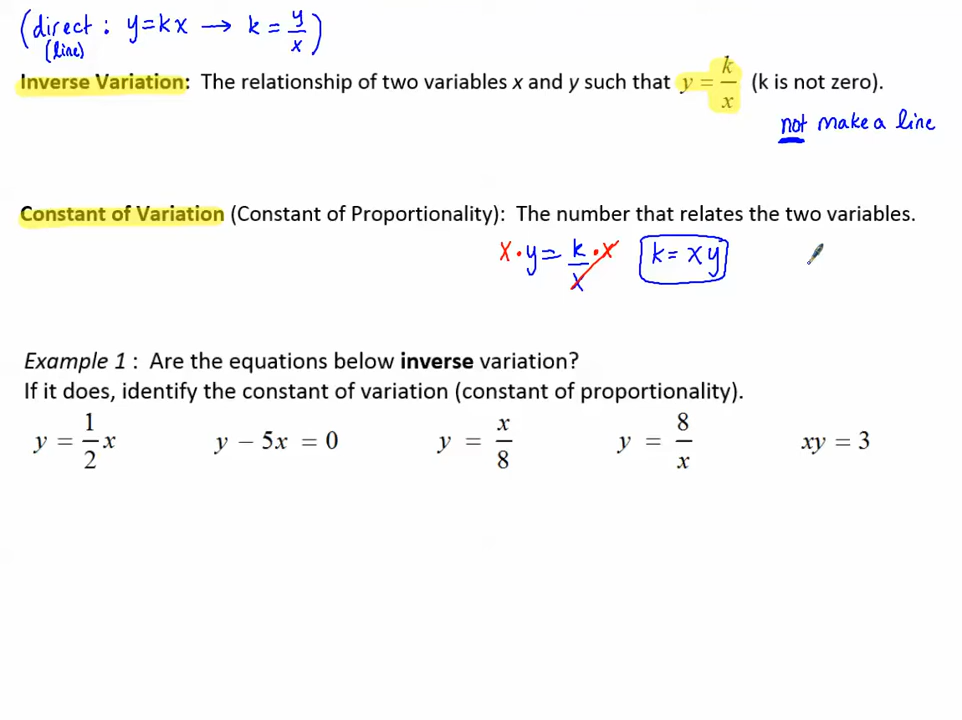 (direct : y=kx → k = y/x)
(line)
Inverse Variation: The relationship of two variables x and y such that y = k/x (k is not zero).
not make a line
Constant of Variation (Constant of Proportionality): The number that relates the two variables.
x · y = k/x · x k = xy
Example 1 : Are the equations below inverse variation?
If it does, identify the constant of variation (constant of proportionality).
y = 1/2 x y − 5x = 0 y = x/8 y = 8/x xy = 3